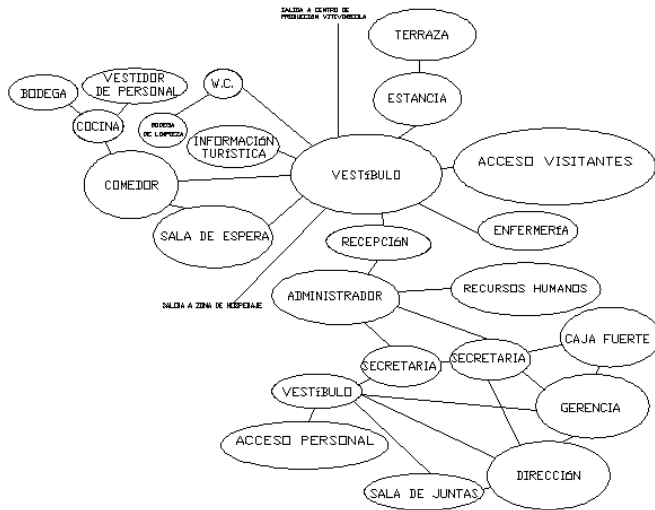 SALIDA A CENTRO DE
PRODUCCIÓN VITIVINÍCOLA
TERRAZA
VESTIDOR
DE PERSONAL
W.C.
BODEGA
ESTANCIA
COCINA
BODEGA
DE LIMPIEZA
INFORMACIÓN
TURÍSTICA
ACCESO VISITANTES
VESTÍBULO
COMEDOR
SALA DE ESPERA
ENFERMERÍA
RECEPCIÓN
SALIDA A ZONA DE HOSPEDAJE
ADMINISTRADOR
RECURSOS HUMANOS
CAJA FUERTE
SECRETARIA
SECRETARIA
VESTÍBULO
GERENCIA
ACCESO PERSONAL
DIRECCIÓN
SALA DE JUNTAS